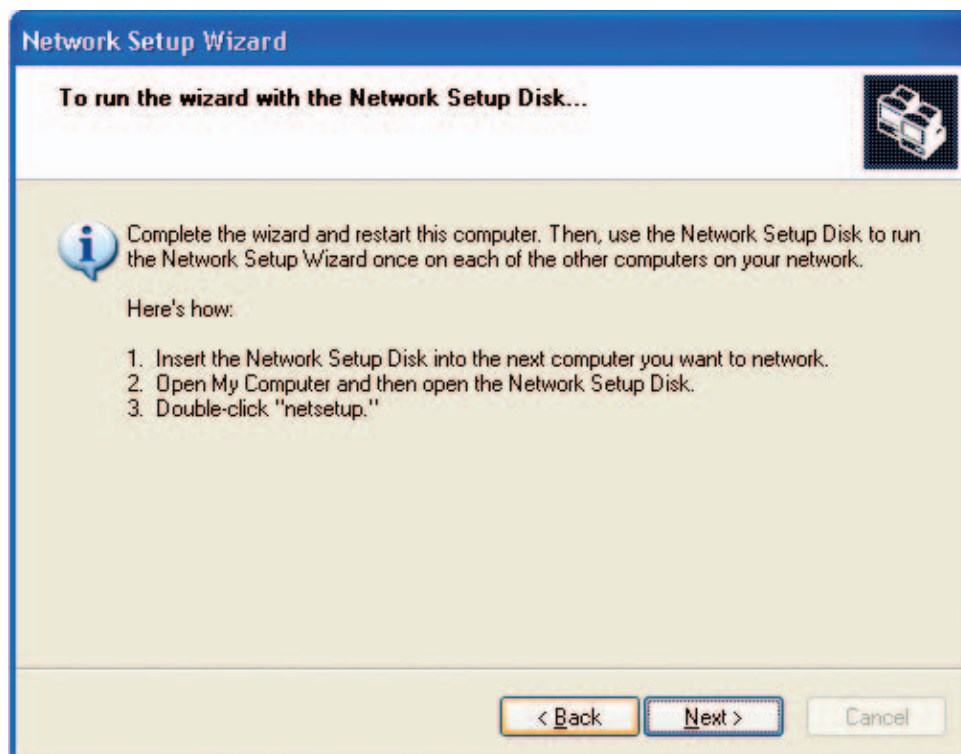 Network Setup Wizard
To run the wizard with the Network Setup Disk...
Complete the wizard and restart this computer. Then, use the Network Setup Disk to run
the Network Setup Wizard once on each of the other computers on your network.
Here's how:
1. Insert the Network Setup Disk into the next computer you want to network.
2. Open My Computer and then open the Network Setup Disk.
3. Double-click "netsetup."
< Back Next > Cancel